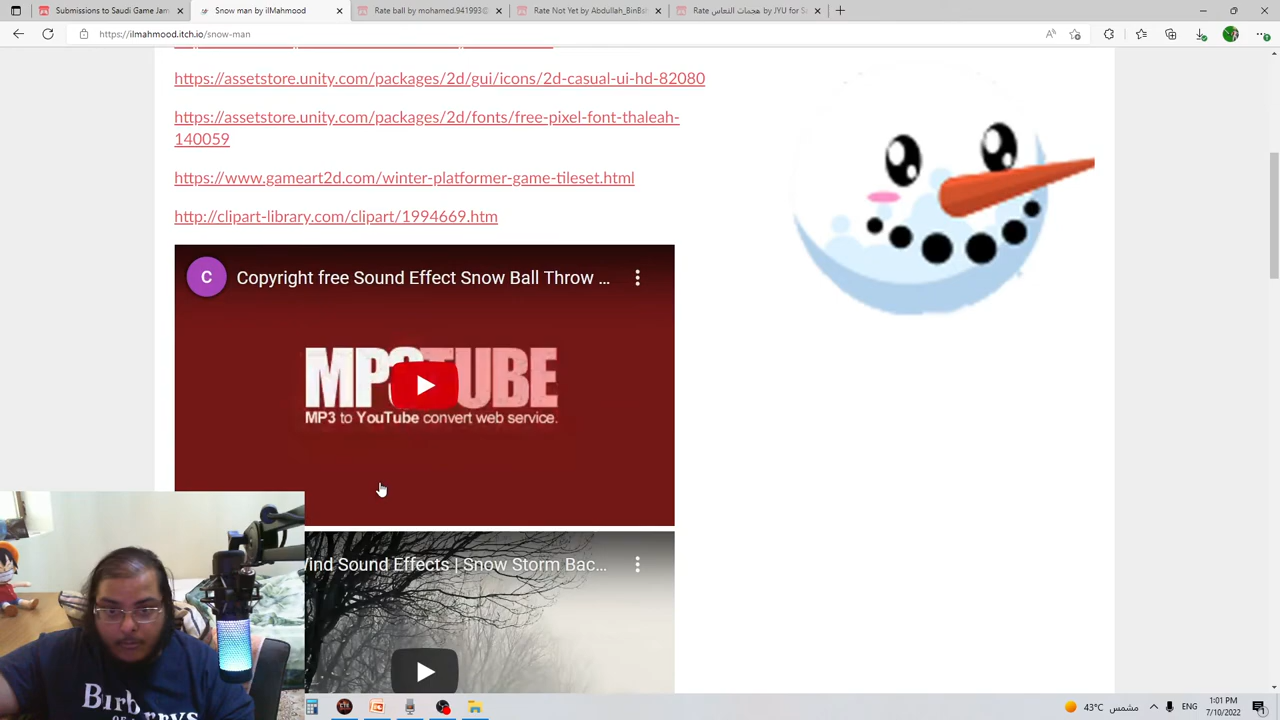 Submissions to Game Jam1
Snow man by ilMahmood
Rate Winter ball by mohamed.941993
Rate Game Not Yet by Abdullah_BinBs
Rate هجمات النعاس by JYU for S
https://ilmahmood.itch.io/snow-man
https://assetstore.unity.com/packages/2d/gui/icons/2d-casual-ui-hd-82080
https://assetstore.unity.com/packages/2d/fonts/free-pixel-font-thaleah-
140059
https://www.gameart2d.com/winter-platformer-game-tileset.html
http://clipart-library.com/clipart/1994669.htm
C
Copyright free Sound Effect Snow Ball Throw ...
MP3 to YouTube convert web service.
Wind Sound Effects | Snow Storm Bac...
43°C مشمس
ENG
1:01 PM
7/10/2022